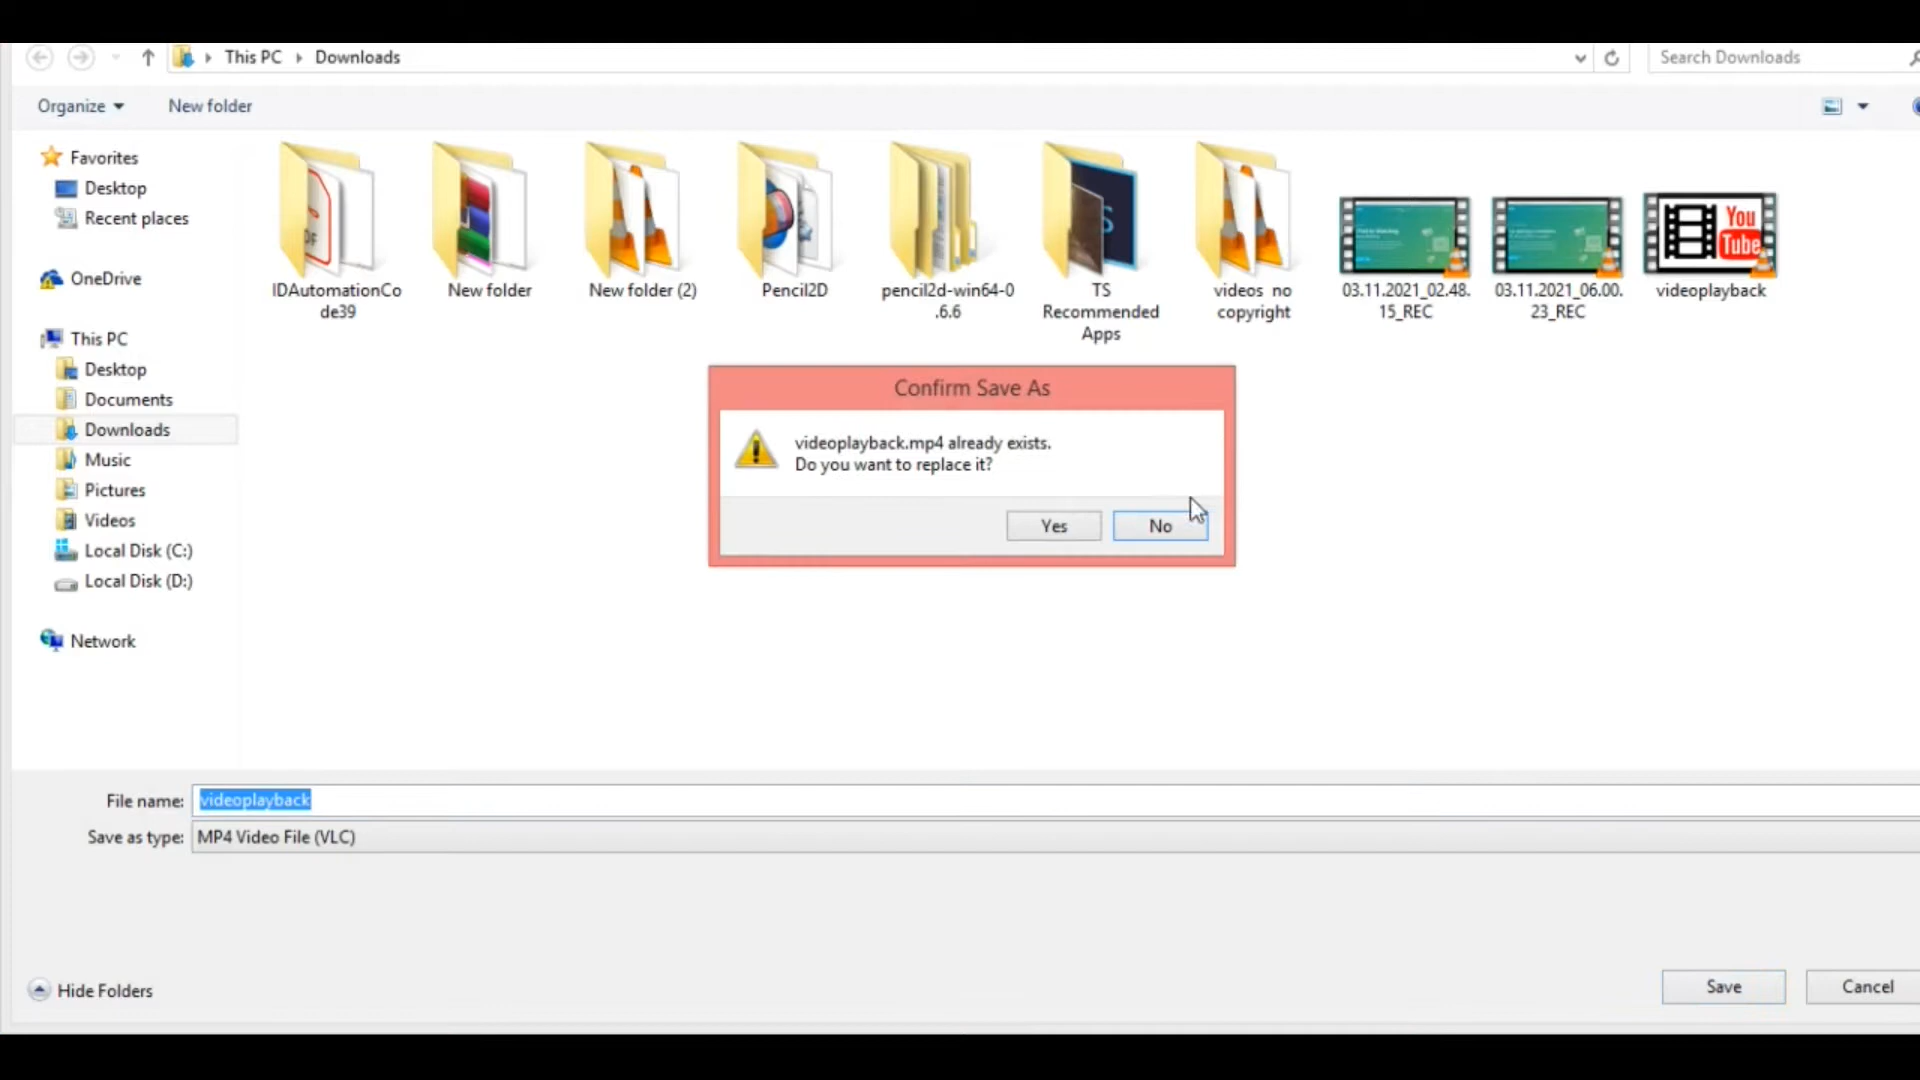 This PC
Downloads
Search Downloads
Organize
New folder
Favorites
Desktop
Recent places
OneDrive
This PC
Desktop
Documents
Downloads
Music
Pictures
Videos
Local Disk (C:)
Local Disk (D:)
Network
IDAutomationCo
de39
New folder
New folder (2)
Pencil2D
pencil2d-win64-0
.6.6
TS
Recommended
Apps
videos no
copyright
03.11.2021_02.48.
15_REC
03.11.2021_06.00.
23_REC
You
Tube
videoplayback
Confirm Save As
videoplayback.mp4 already exists.
Do you want to replace it?
Yes
No
File name:
videoplayback
Save as type:
MP4 Video File (VLC)
Hide Folders
Save
Cancel